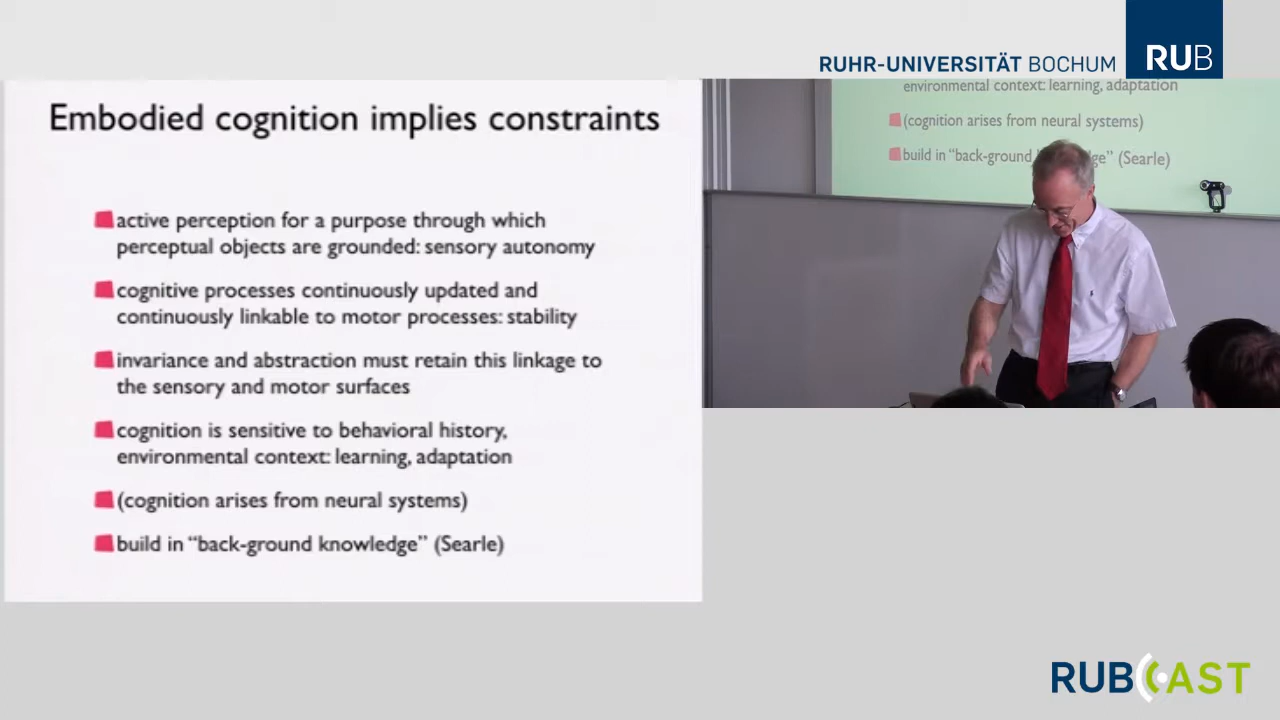 RUHR-UNIVERSITÄT BOCHUM
RUB
Embodied cognition implies constraints
active perception for a purpose through which
perceptual objects are grounded: sensory autonomy
cognitive processes continuously updated and
continuously linkable to motor processes: stability
invariance and abstraction must retain this linkage to
the sensory and motor surfaces
cognition is sensitive to behavioral history,
environmental context: learning, adaptation
(cognition arises from neural systems)
build in “back-ground knowledge” (Searle)
environmental context: learning, adaptation
(cognition arises from neural systems)
build in “back-ground (Searle)
RUBCAST